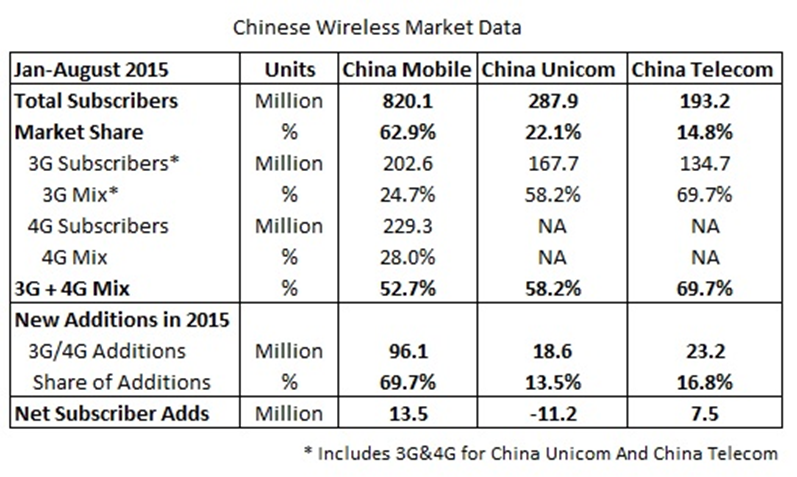 Chinese Wireless Market Data
Jan-August 2015 Units China Mobile China Unicom China Telecom
Total Subscribers Million 820.1 287.9 193.2
Market Share % 62.9% 22.1% 14.8%
3G Subscribers* Million 202.6 167.7 134.7
3G Mix* % 24.7% 58.2% 69.7%
4G Subscribers Million 229.3 NA NA
4G Mix % 28.0% NA NA
3G + 4G Mix % 52.7% 58.2% 69.7%
New Additions in 2015
3G/4G Additions Million 96.1 18.6 23.2
Share of Additions % 69.7% 13.5% 16.8%
Net Subscriber Adds Million 13.5 -11.2 7.5
* Includes 3G&4G for China Unicom And China Telecom